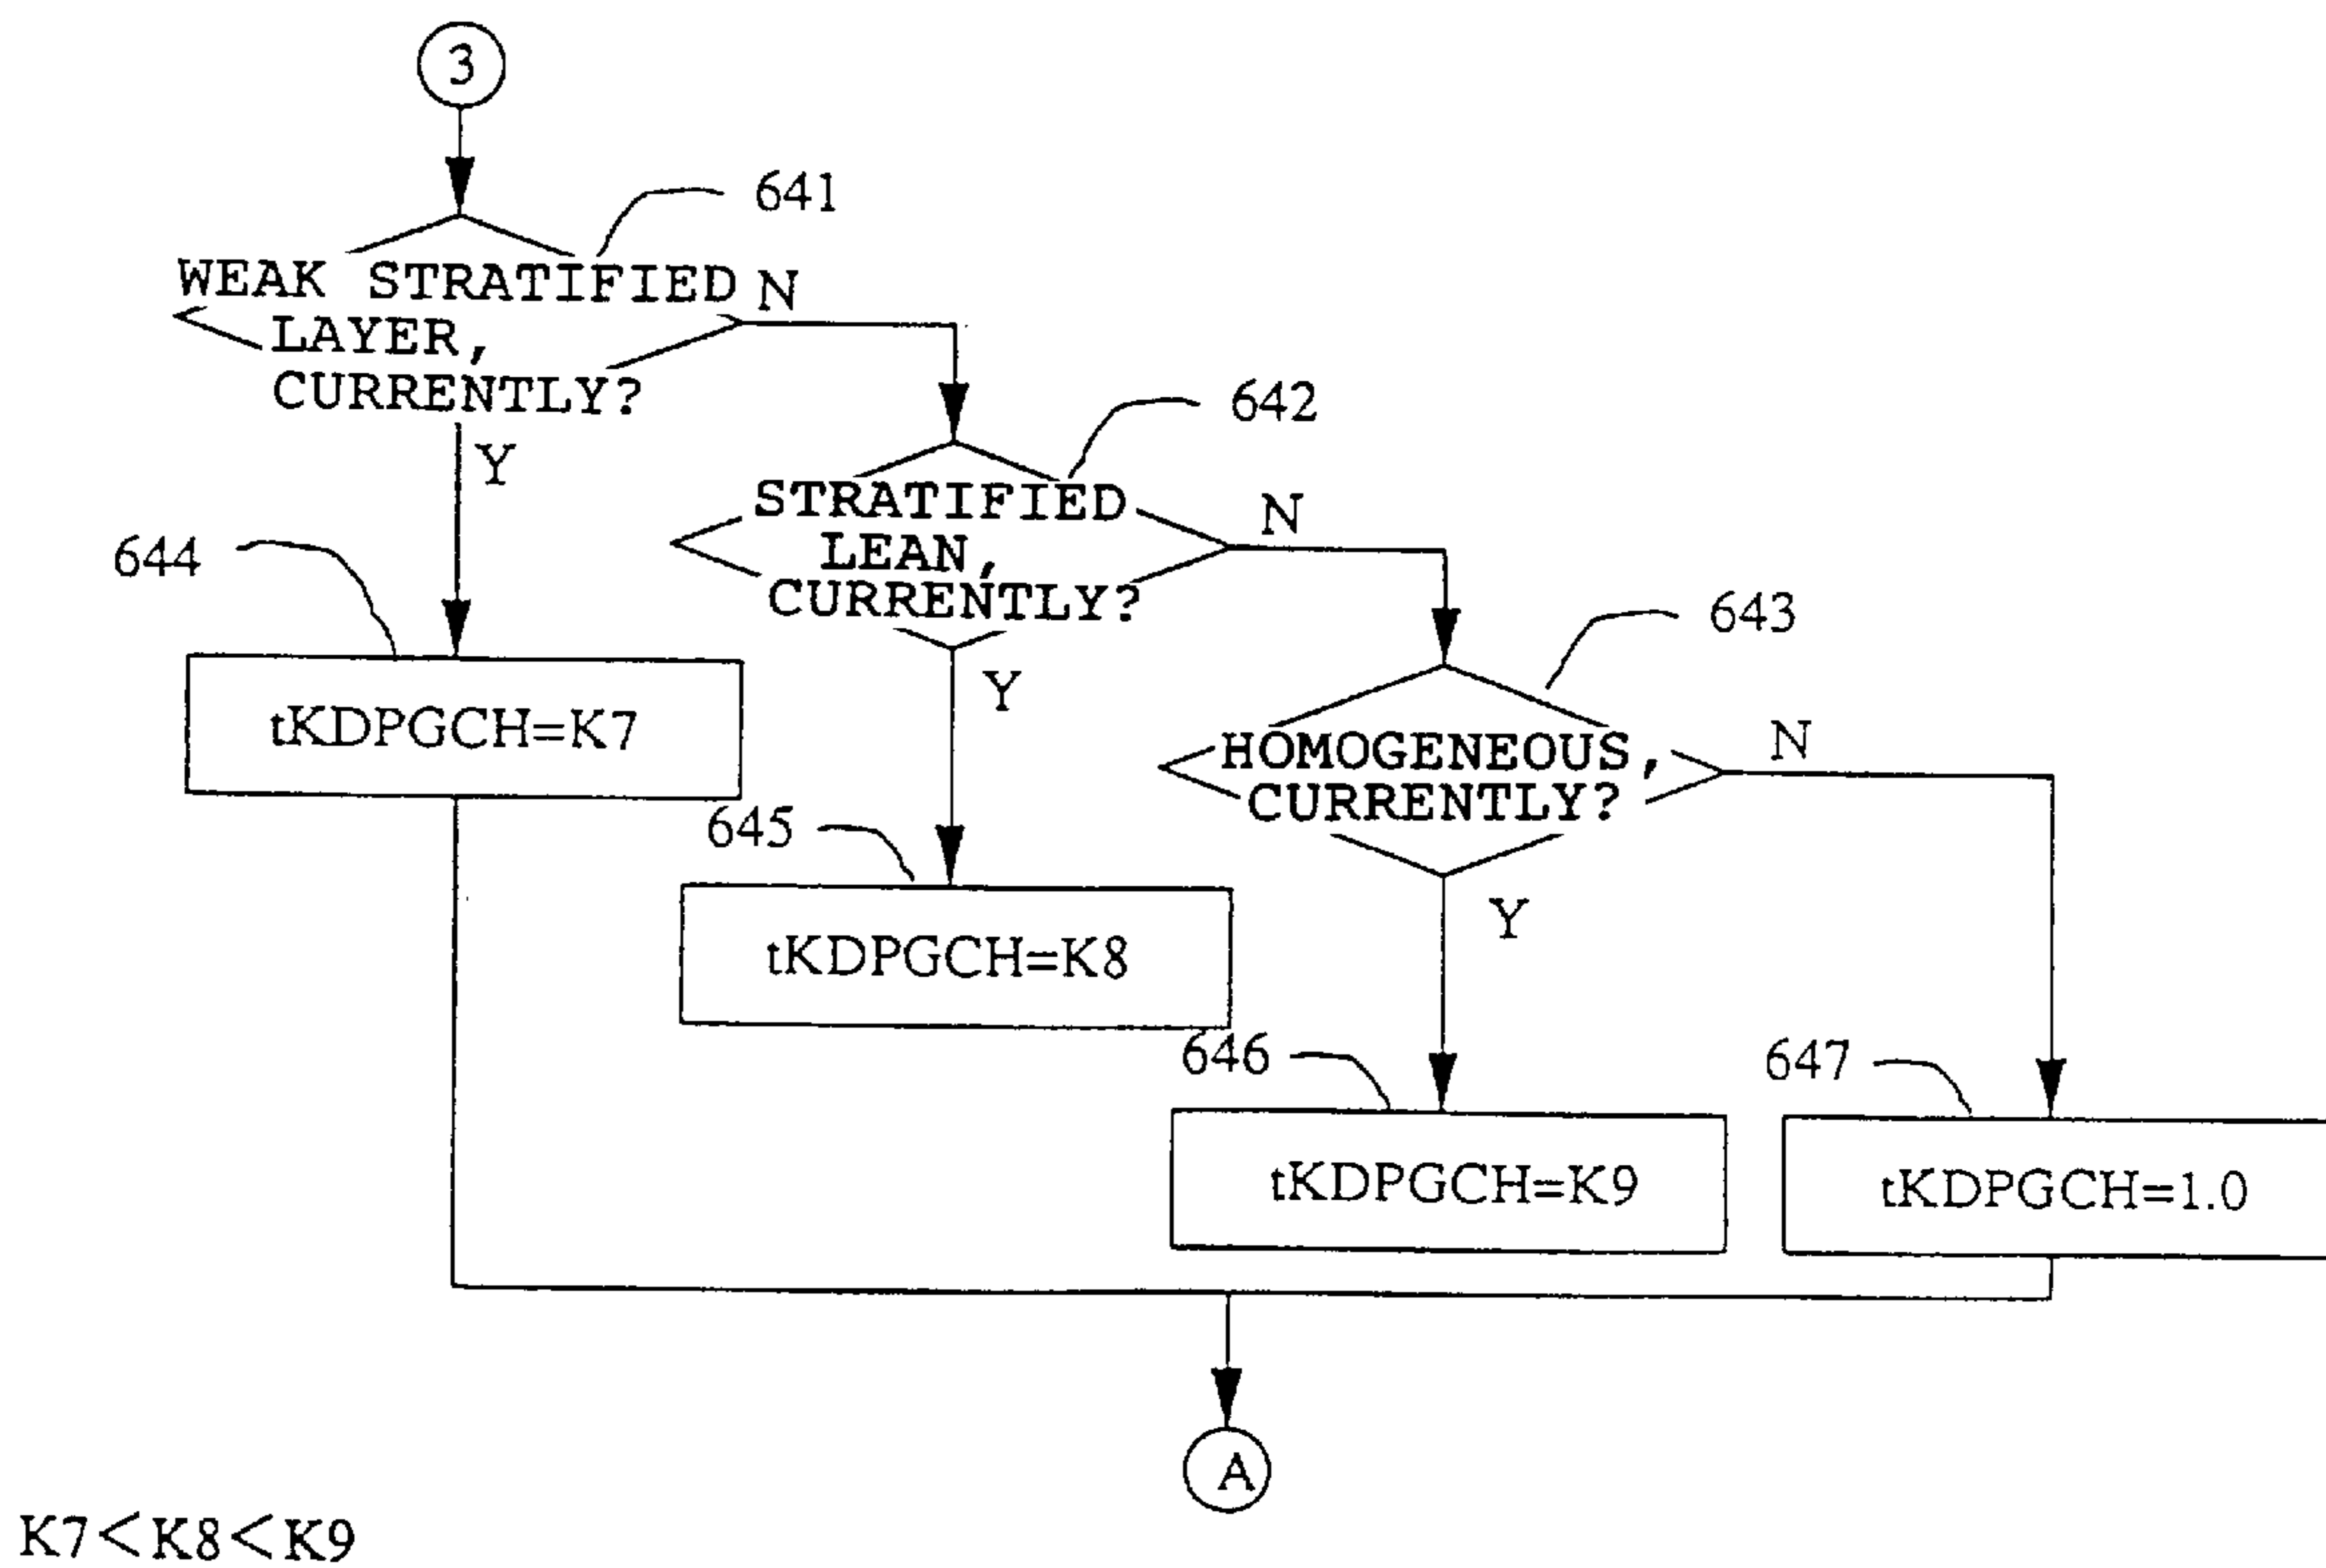 3
641
WEAK STRATIFIED
LAYER,
CURRENTLY?
N
Y
642
STRATIFIED
LEAN,
CURRENTLY?
N
Y
643
HOMOGENEOUS,
CURRENTLY?
N
Y
644
tKDPGCH=K7
645
tKDPGCH=K8
646
tKDPGCH=K9
647
tKDPGCH=1.0
A
K7<K8<K9